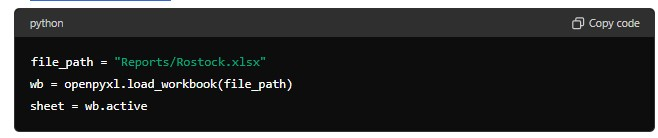 python
Copy code
file_path = "Reports/Rostock.xlsx"
wb = openpyxl.load_workbook(file_path)
sheet = wb.active